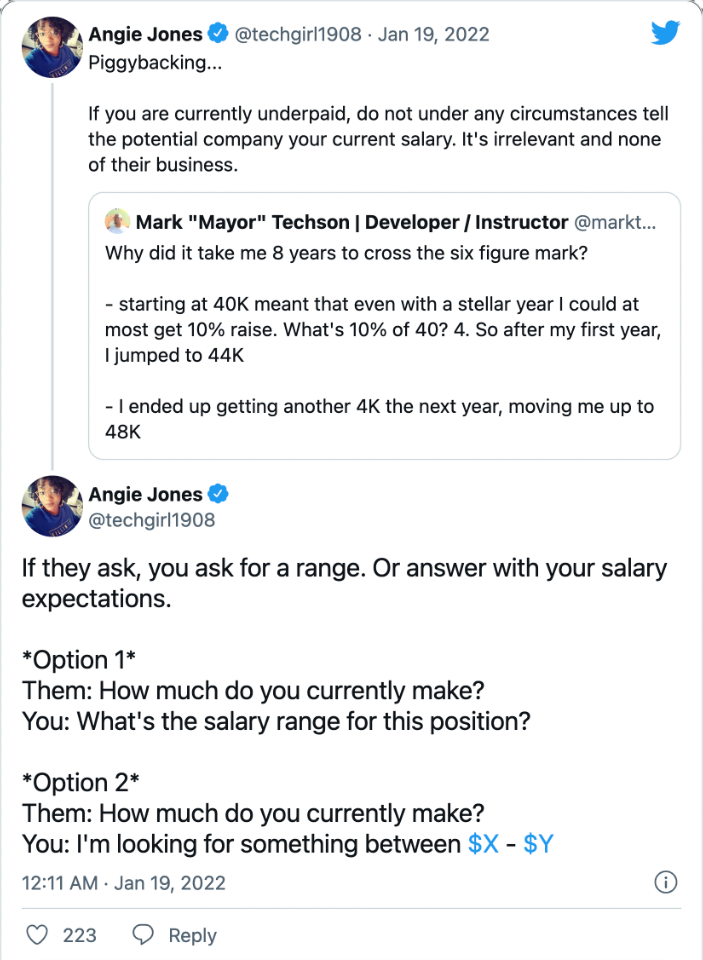 Angie Jones @techgirl1908 · Jan 19, 2022
Piggybacking...
If you are currently underpaid, do not under any circumstances tell
the potential company your current salary. It's irrelevant and none
of their business.
Mark "Mayor" Techson | Developer / Instructor @markt...
Why did it take me 8 years to cross the six figure mark?
- starting at 40K meant that even with a stellar year I could at
most get 10% raise. What's 10% of 40? 4. So after my first year,
I jumped to 44K
- I ended up getting another 4K the next year, moving me up to
48K
Angie Jones
@techgirl1908
If they ask, you ask for a range. Or answer with your salary
expectations.
*Option 1*
Them: How much do you currently make?
You: What's the salary range for this position?
*Option 2*
Them: How much do you currently make?
You: I'm looking for something between $X - $Y
12:11 AM · Jan 19, 2022
223 Reply